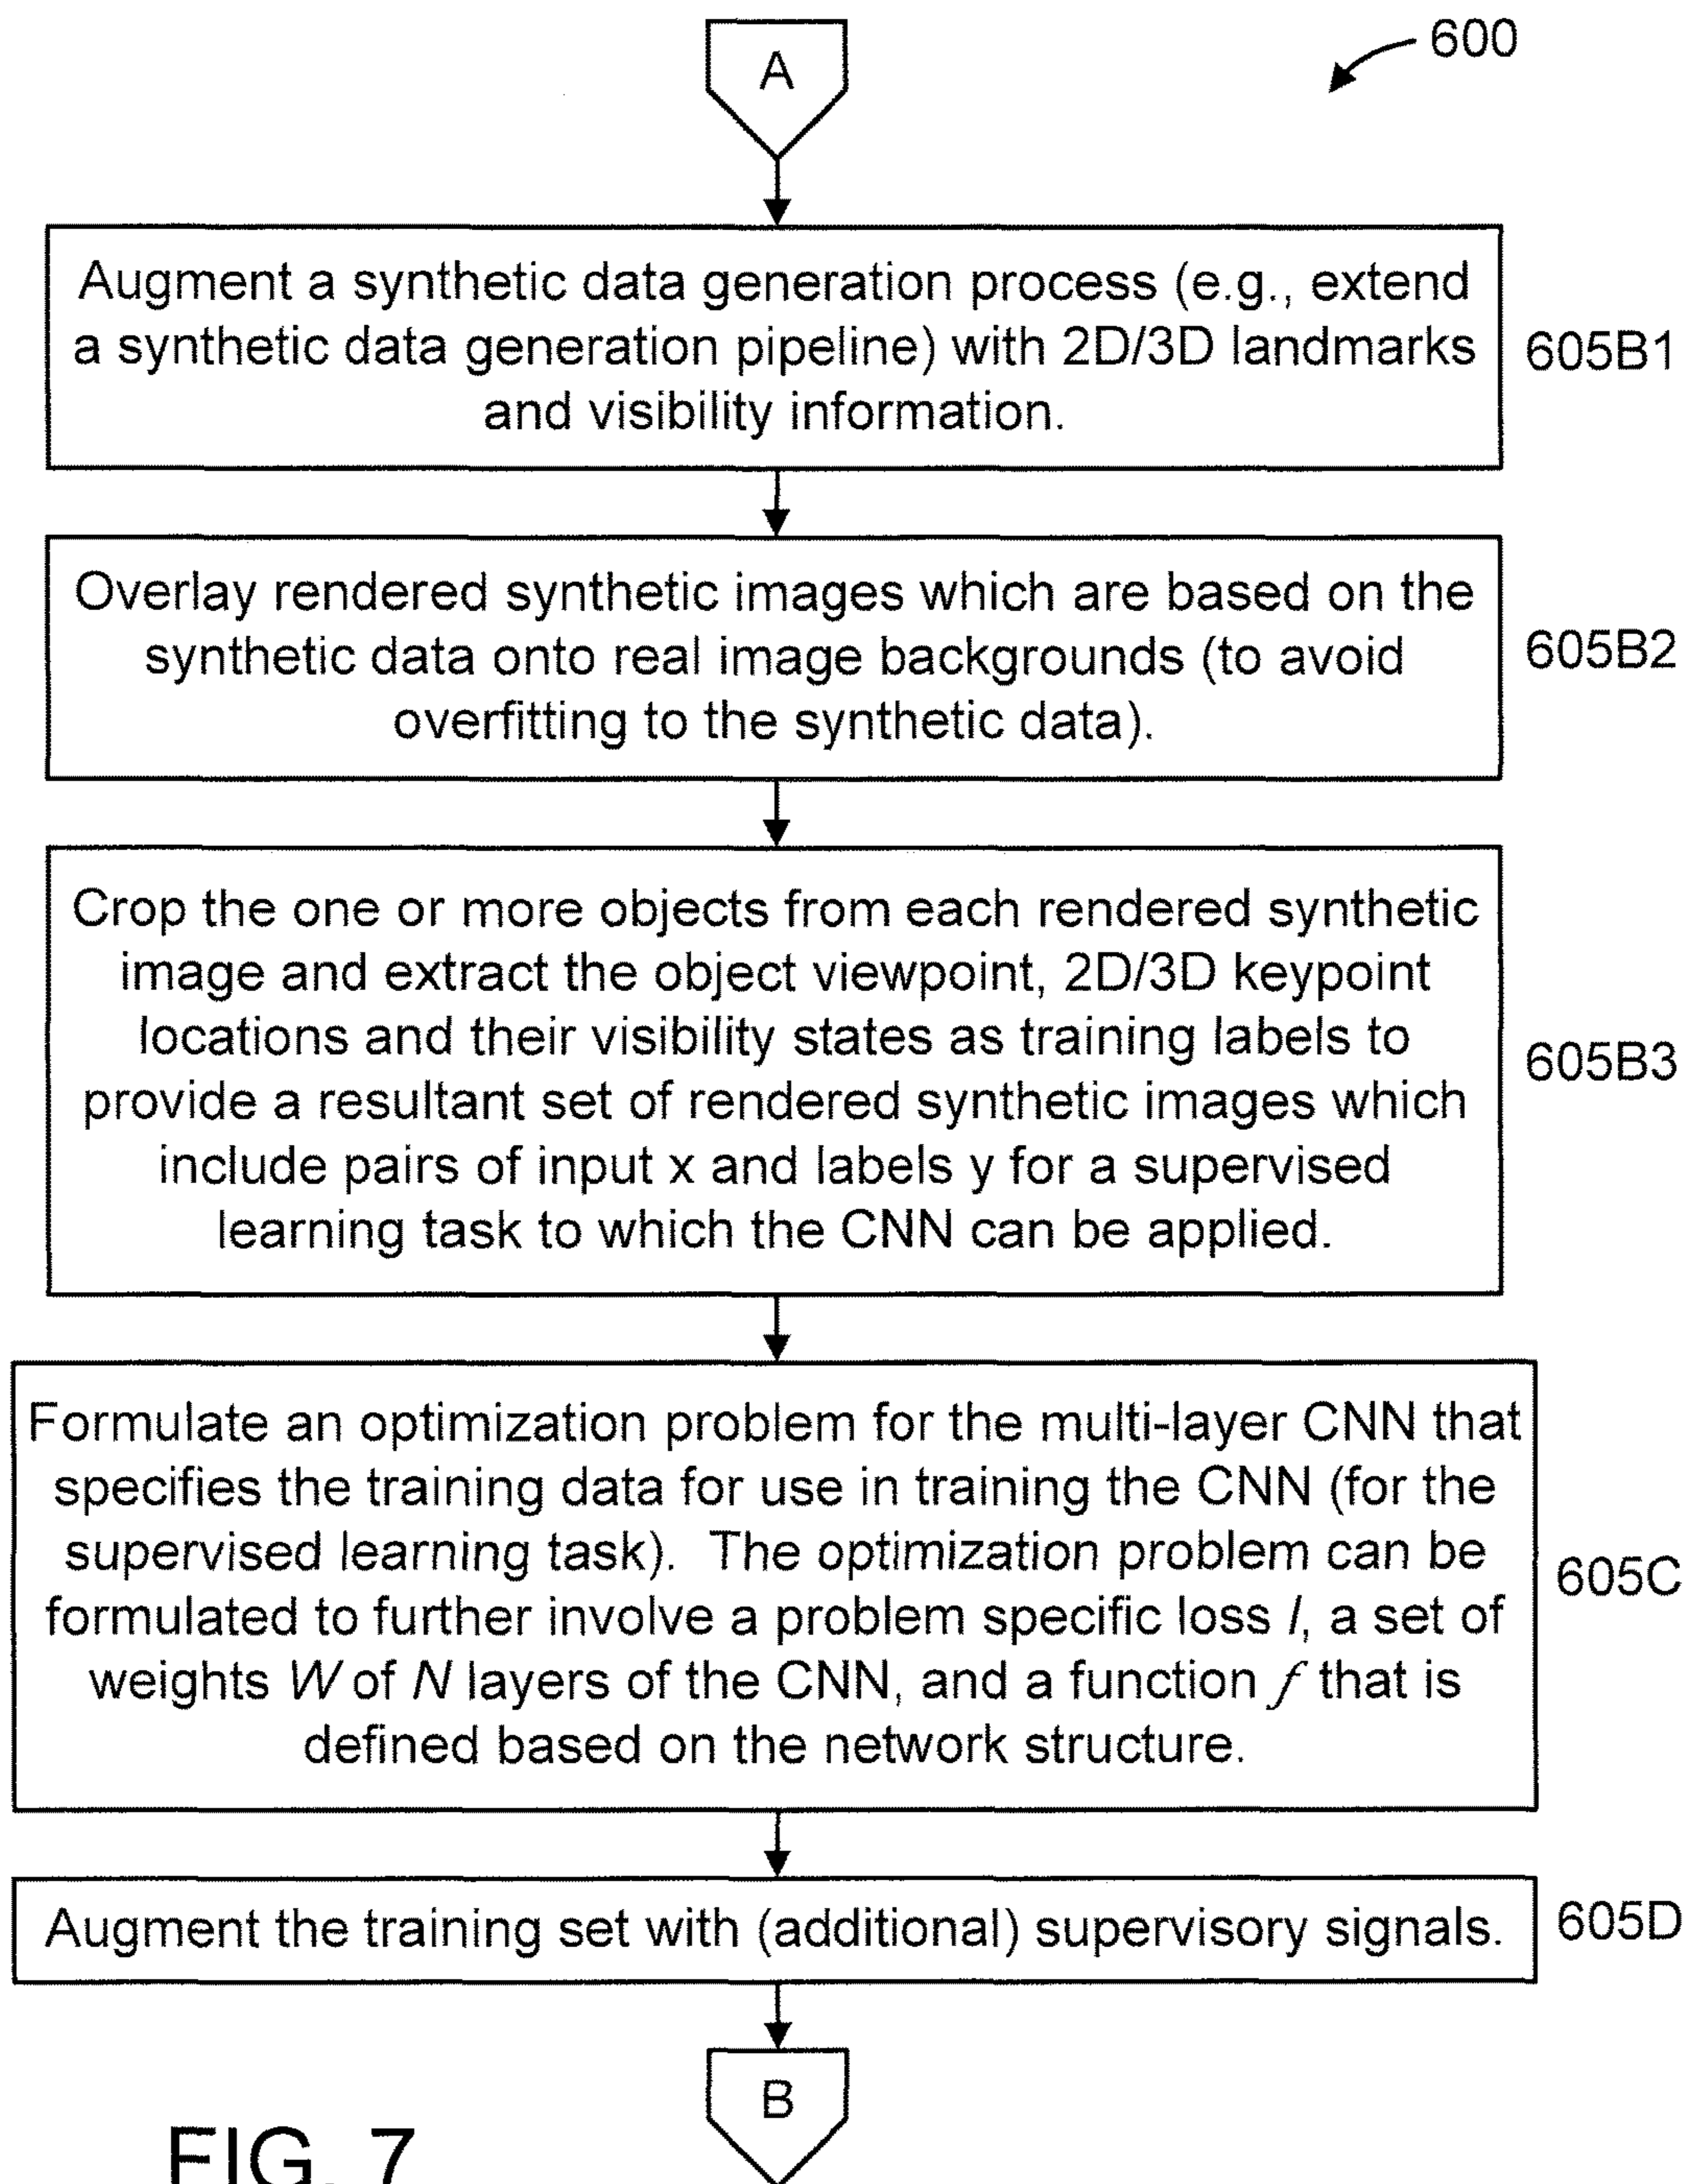 A
600
Augment a synthetic data generation process (e.g., extend
a synthetic data generation pipeline) with 2D/3D landmarks
and visibility information.
605B1
Overlay rendered synthetic images which are based on the
synthetic data onto real image backgrounds (to avoid
overfitting to the synthetic data).
605B2
Crop the one or more objects from each rendered synthetic
image and extract the object viewpoint, 2D/3D keypoint
locations and their visibility states as training labels to
provide a resultant set of rendered synthetic images which
include pairs of input x and labels y for a supervised
learning task to which the CNN can be applied.
605B3
Formulate an optimization problem for the multi-layer CNN that
specifies the training data for use in training the CNN (for the
supervised learning task).  The optimization problem can be
formulated to further involve a problem specific loss l, a set of
weights W of N layers of the CNN, and a function f that is
defined based on the network structure.
605C
Augment the training set with (additional) supervisory signals.
605D
B
FIG. 7